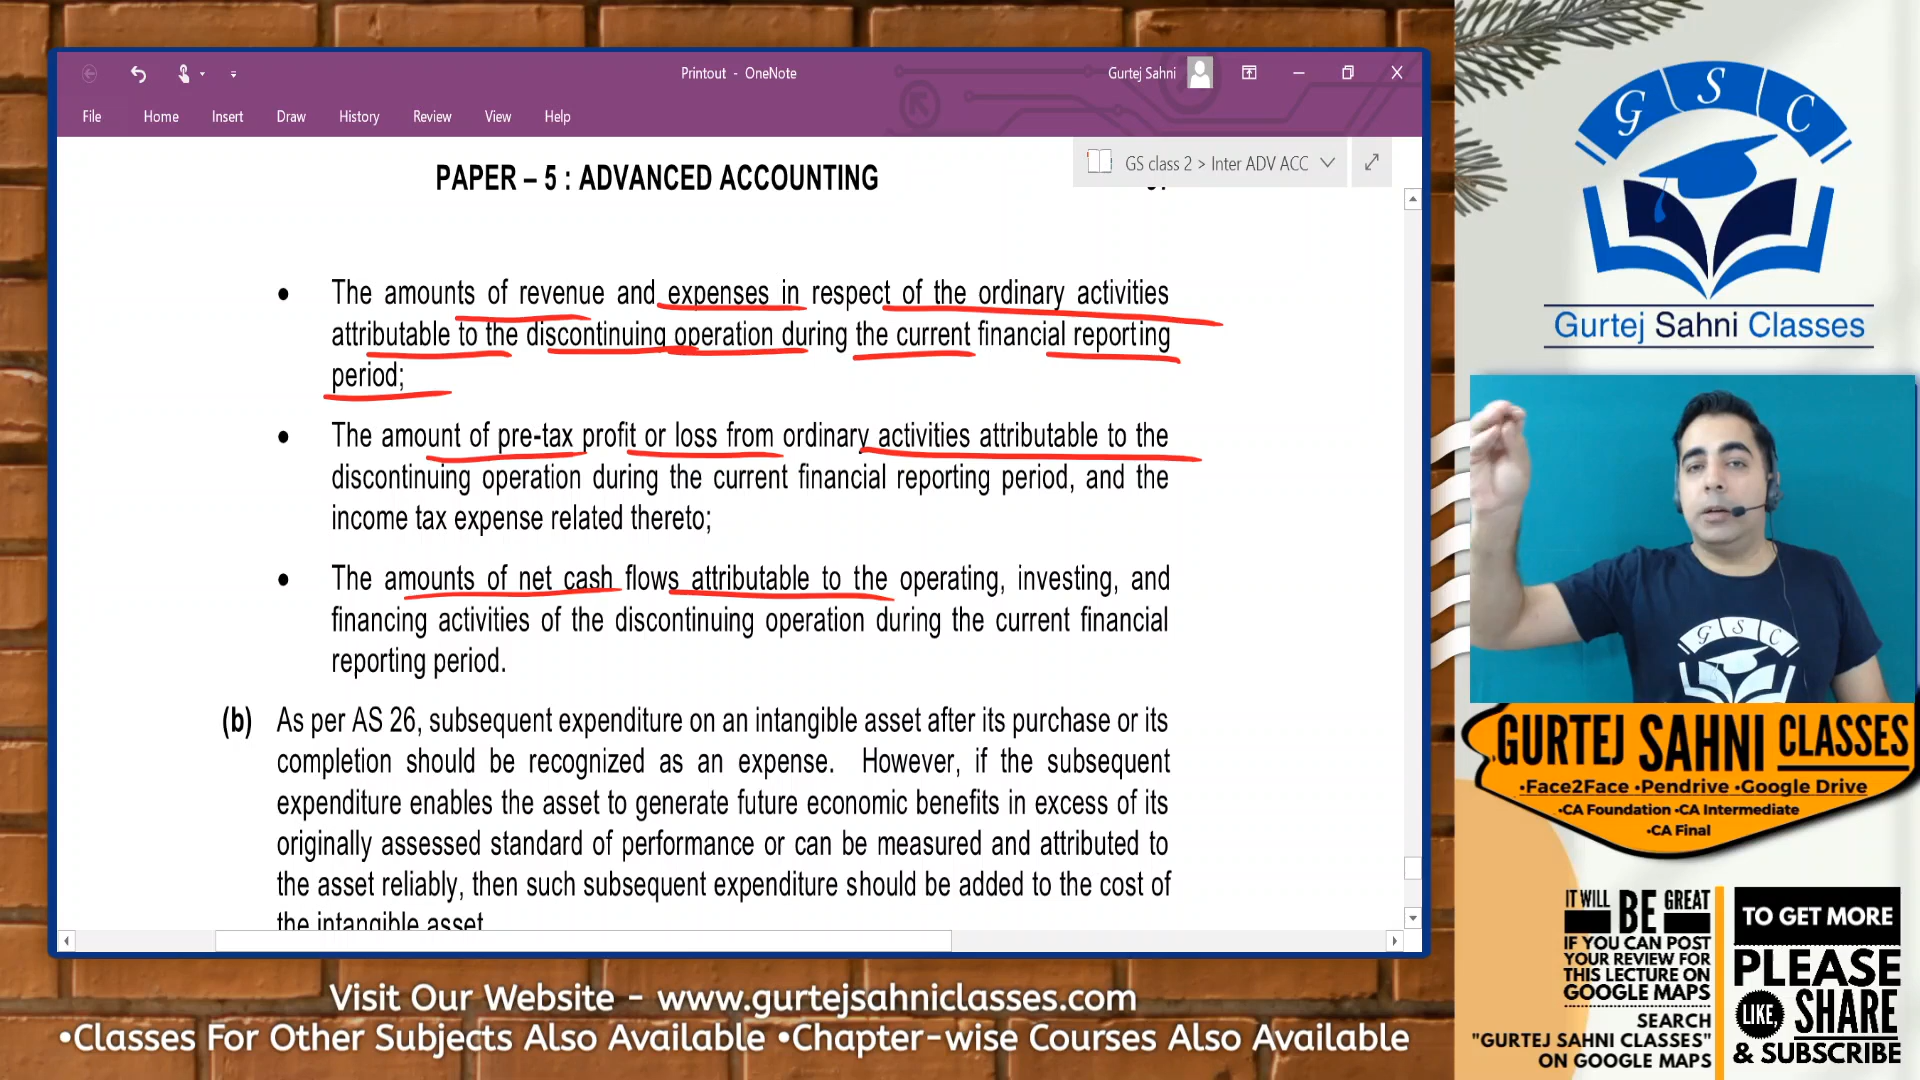 Printout - OneNote
Gurtej Sahni
File Home Insert Draw History Review View Help
GS class 2 > Inter ADV ACC
PAPER – 5 : ADVANCED ACCOUNTING
• The amounts of revenue and expenses in respect of the ordinary activities
attributable to the discontinuing operation during the current financial reporting
period;
• The amount of pre-tax profit or loss from ordinary activities attributable to the
discontinuing operation during the current financial reporting period, and the
income tax expense related thereto;
• The amounts of net cash flows attributable to the operating, investing, and
financing activities of the discontinuing operation during the current financial
reporting period.
(b) As per AS 26, subsequent expenditure on an intangible asset after its purchase or its
completion should be recognized as an expense. However, if the subsequent
expenditure enables the asset to generate future economic benefits in excess of its
originally assessed standard of performance or can be measured and attributed to
the asset reliably, then such subsequent expenditure should be added to the cost of
the intangible asset.
Visit Our Website - www.gurtejsahniclasses.com
•Classes For Other Subjects Also Available •Chapter-wise Courses Also Available
G S C
Gurtej Sahni Classes
G S C
GURTEJ SAHNI CLASSES
•Face2Face •Pendrive •Google Drive
•CA Foundation •CA Intermediate
•CA Final
IT WILL BE GREAT
IF YOU CAN POST
YOUR REVIEW FOR
THIS LECTURE ON
GOOGLE MAPS
SEARCH
"GURTEJ SAHNI CLASSES"
ON GOOGLE MAPS
TO GET MORE
PLEASE
LIKE, SHARE
& SUBSCRIBE